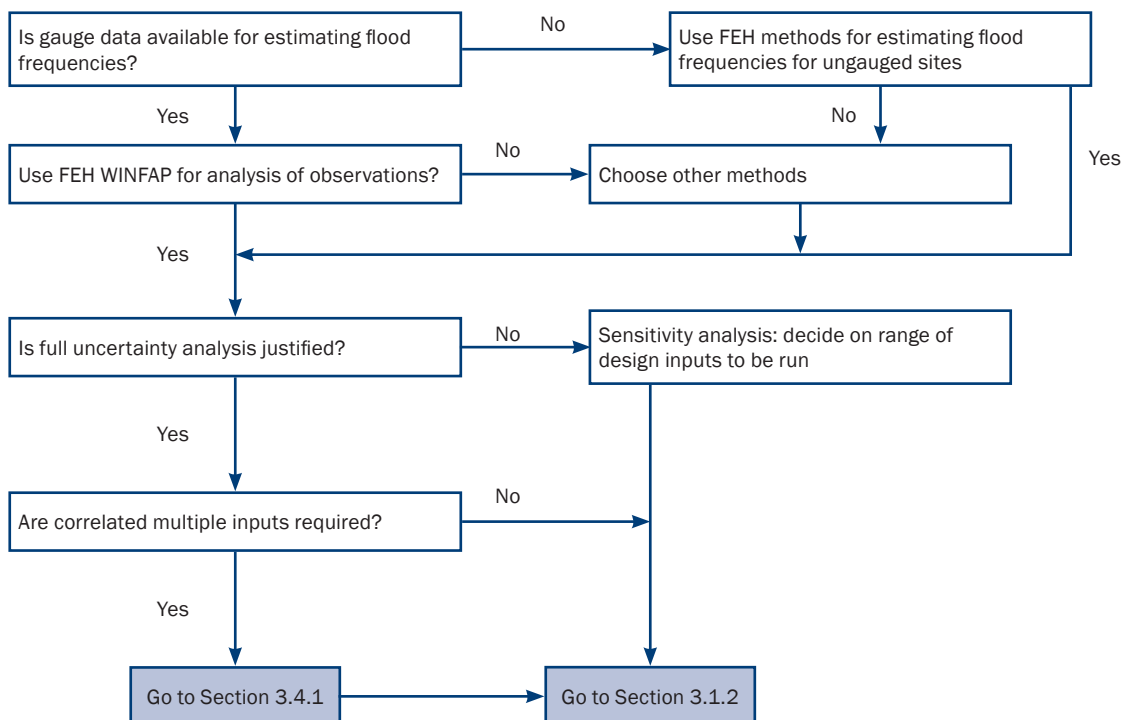 Is gauge data available for estimating flood
frequencies?
No
Use FEH methods for estimating flood
frequencies for ungauged sites
Yes
No
Yes
Use FEH WINFAP for analysis of observations?
No
Choose other methods
Yes
Is full uncertainty analysis justified?
No
Sensitivity analysis: decide on range of
design inputs to be run
Yes
Are correlated multiple inputs required?
No
Yes
Go to Section 3.4.1
Go to Section 3.1.2